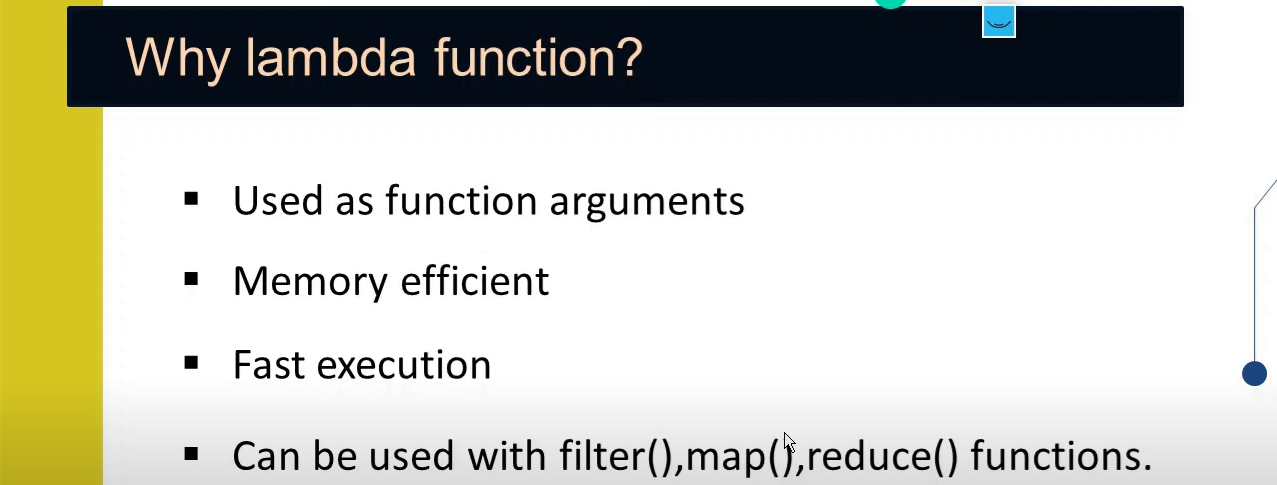 Why lambda function?
▪ Used as function arguments
▪ Memory efficient
▪ Fast execution
▪ Can be used with filter(),map(),reduce() functions.